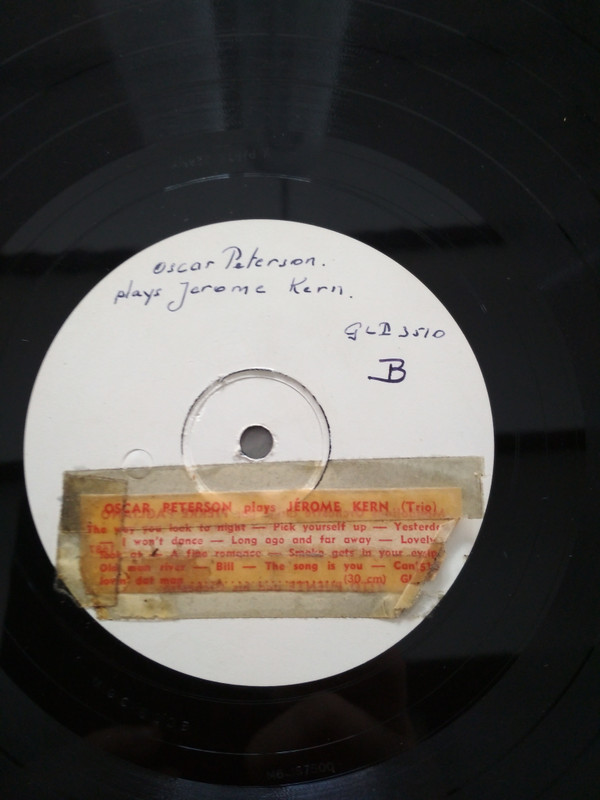 Oscar Peterson.
plays Jerome Kern.
GLD 3510
B
OSCAR PETERSON plays JÉROME KERN (Trio)
The way you look to night — Pick yourself up —
— I won't dance — Long ago and far away — Lovely
A fine romance — Smoke gets in your
Old man river — Bill — The song is you —
dat man (30 cm)